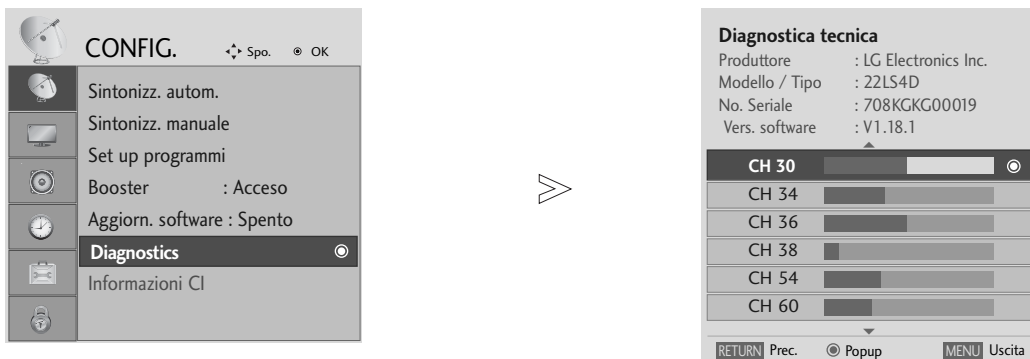 CONFIG. Spo. OK
Sintonizz. autom.
Sintonizz. manuale
Set up programmi
Booster : Acceso
Aggiorn. software : Spento
Diagnostics
Informazioni CI
Diagnostica tecnica
Produttore : LG Electronics Inc.
Modello / Tipo : 22LS4D
No. Seriale : 708KGKG00019
Vers. software : V1.18.1
CH 30
CH 34
CH 36
CH 38
CH 54
CH 60
RETURN Prec. Popup MENU Uscita